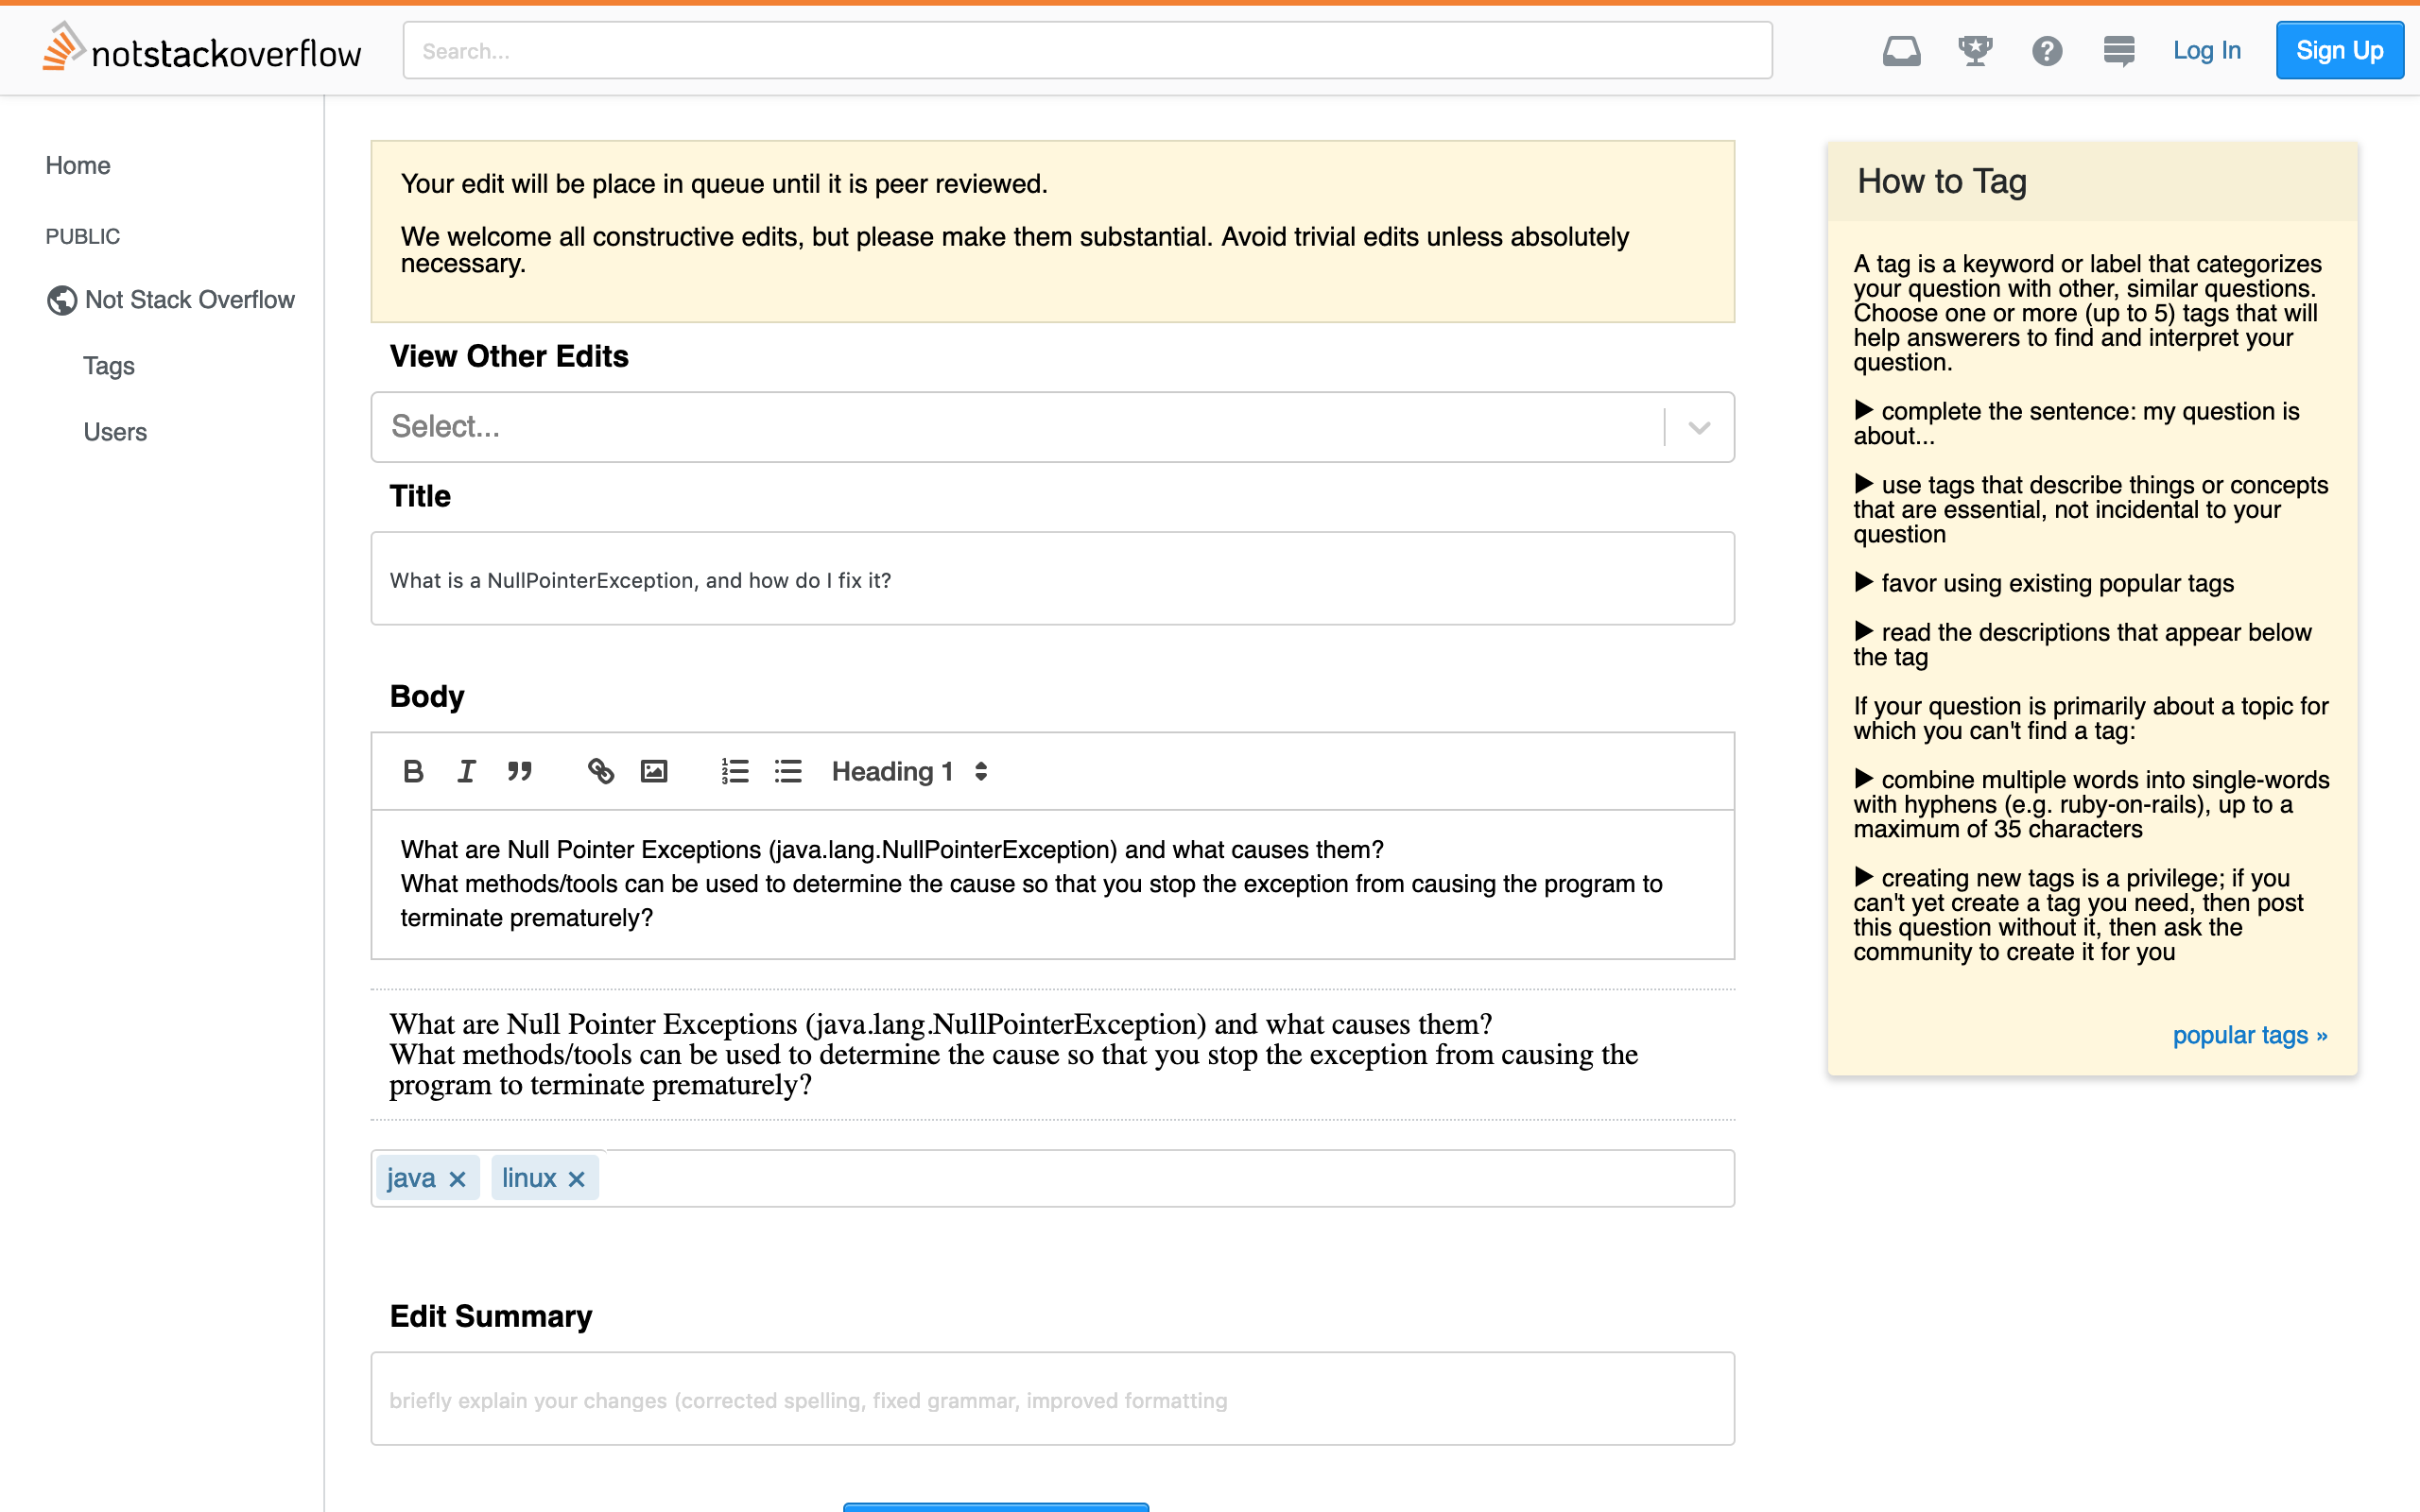 notstackoverflow
Search...
Log In
Sign Up
Home
PUBLIC
Not Stack Overflow
Tags
Users
Your edit will be place in queue until it is peer reviewed.
We welcome all constructive edits, but please make them substantial. Avoid trivial edits unless absolutely
necessary.
View Other Edits
Select...
Title
What is a NullPointerException, and how do I fix it?
Body
Heading 1
What are Null Pointer Exceptions (java.lang.NullPointerException) and what causes them?
What methods/tools can be used to determine the cause so that you stop the exception from causing the program to
terminate prematurely?
What are Null Pointer Exceptions (java.lang.NullPointerException) and what causes them?
What methods/tools can be used to determine the cause so that you stop the exception from causing the
program to terminate prematurely?
java
linux
Edit Summary
briefly explain your changes (corrected spelling, fixed grammar, improved formatting
How to Tag
A tag is a keyword or label that categorizes
your question with other, similar questions.
Choose one or more (up to 5) tags that will
help answerers to find and interpret your
question.
▶ complete the sentence: my question is
about...
▶ use tags that describe things or concepts
that are essential, not incidental to your
question
▶ favor using existing popular tags
▶ read the descriptions that appear below
the tag
If your question is primarily about a topic for
which you can't find a tag:
▶ combine multiple words into single-words
with hyphens (e.g. ruby-on-rails), up to a
maximum of 35 characters
▶ creating new tags is a privilege; if you
can't yet create a tag you need, then post
this question without it, then ask the
community to create it for you
popular tags »